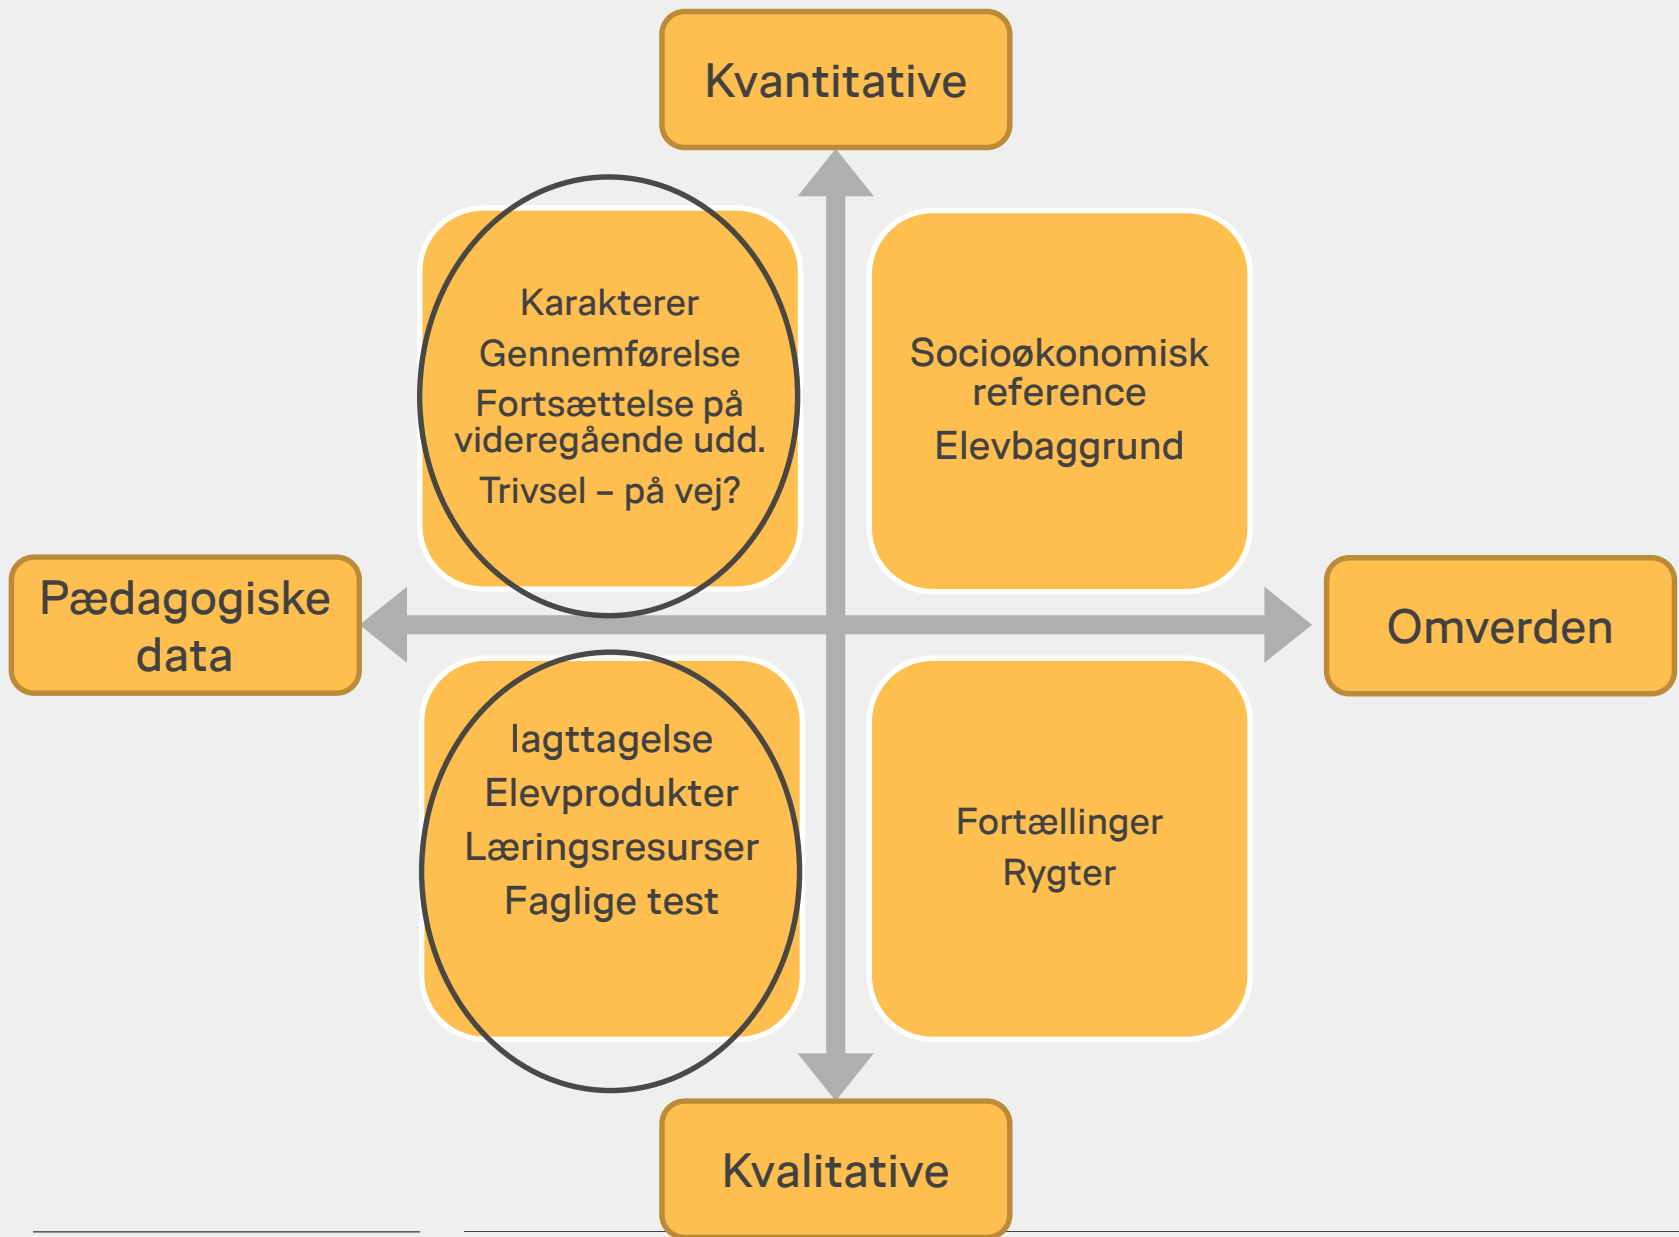 Kvantitative
Karakterer
Gennemførelse
Fortsættelse på
videregående udd.
Trivsel – på vej?
Socioøkonomisk
reference
Elevbaggrund
Pædagogiske
data
Omverden
Iagttagelse
Elevprodukter
Læringsresurser
Faglige test
Fortællinger
Rygter
Kvalitative